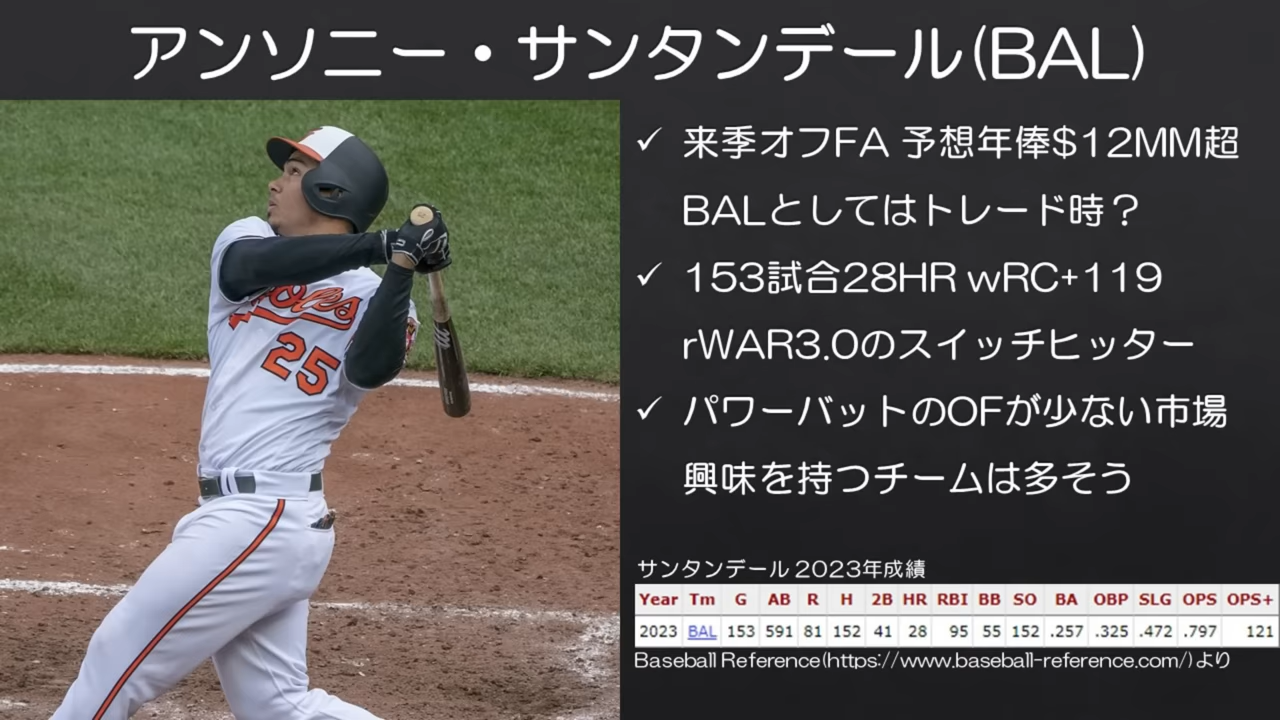 アンソニー・サンタンデール(BAL)
✓ 来季オフFA 予想年俸$12MM超
BALとしてはトレード時？
✓ 153試合28HR wRC+119
rWAR3.0のスイッチヒッター
✓ パワーバットのOFが少ない市場
興味を持つチームは多そう
Orioles
25
サンタンデール 2023年成績
Year Tm G AB R H 2B HR RBI BB SO BA OBP SLG OPS OPS+
2023 BAL 153 591 81 152 41 28 95 55 152 .257 .325 .472 .797 121
Baseball Reference(https://www.baseball-reference.com/)より